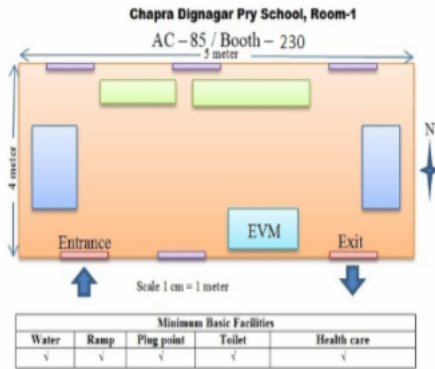 Chapra Dignagar Pry School, Room-1
AC – 85 / Booth – 230
5 meter
4 meter
N
EVM
Entrance
Exit
Scale 1 cm = 1 meter
Minimum Basic Facilities
Water Ramp Plug point Toilet Health care
√ √ √ √ √